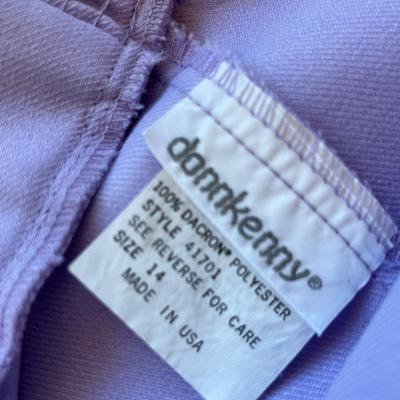 donnkenny®
100% DACRON® POLYESTER
STYLE 41701
SEE REVERSE FOR CARE
SIZE 14
MADE IN USA